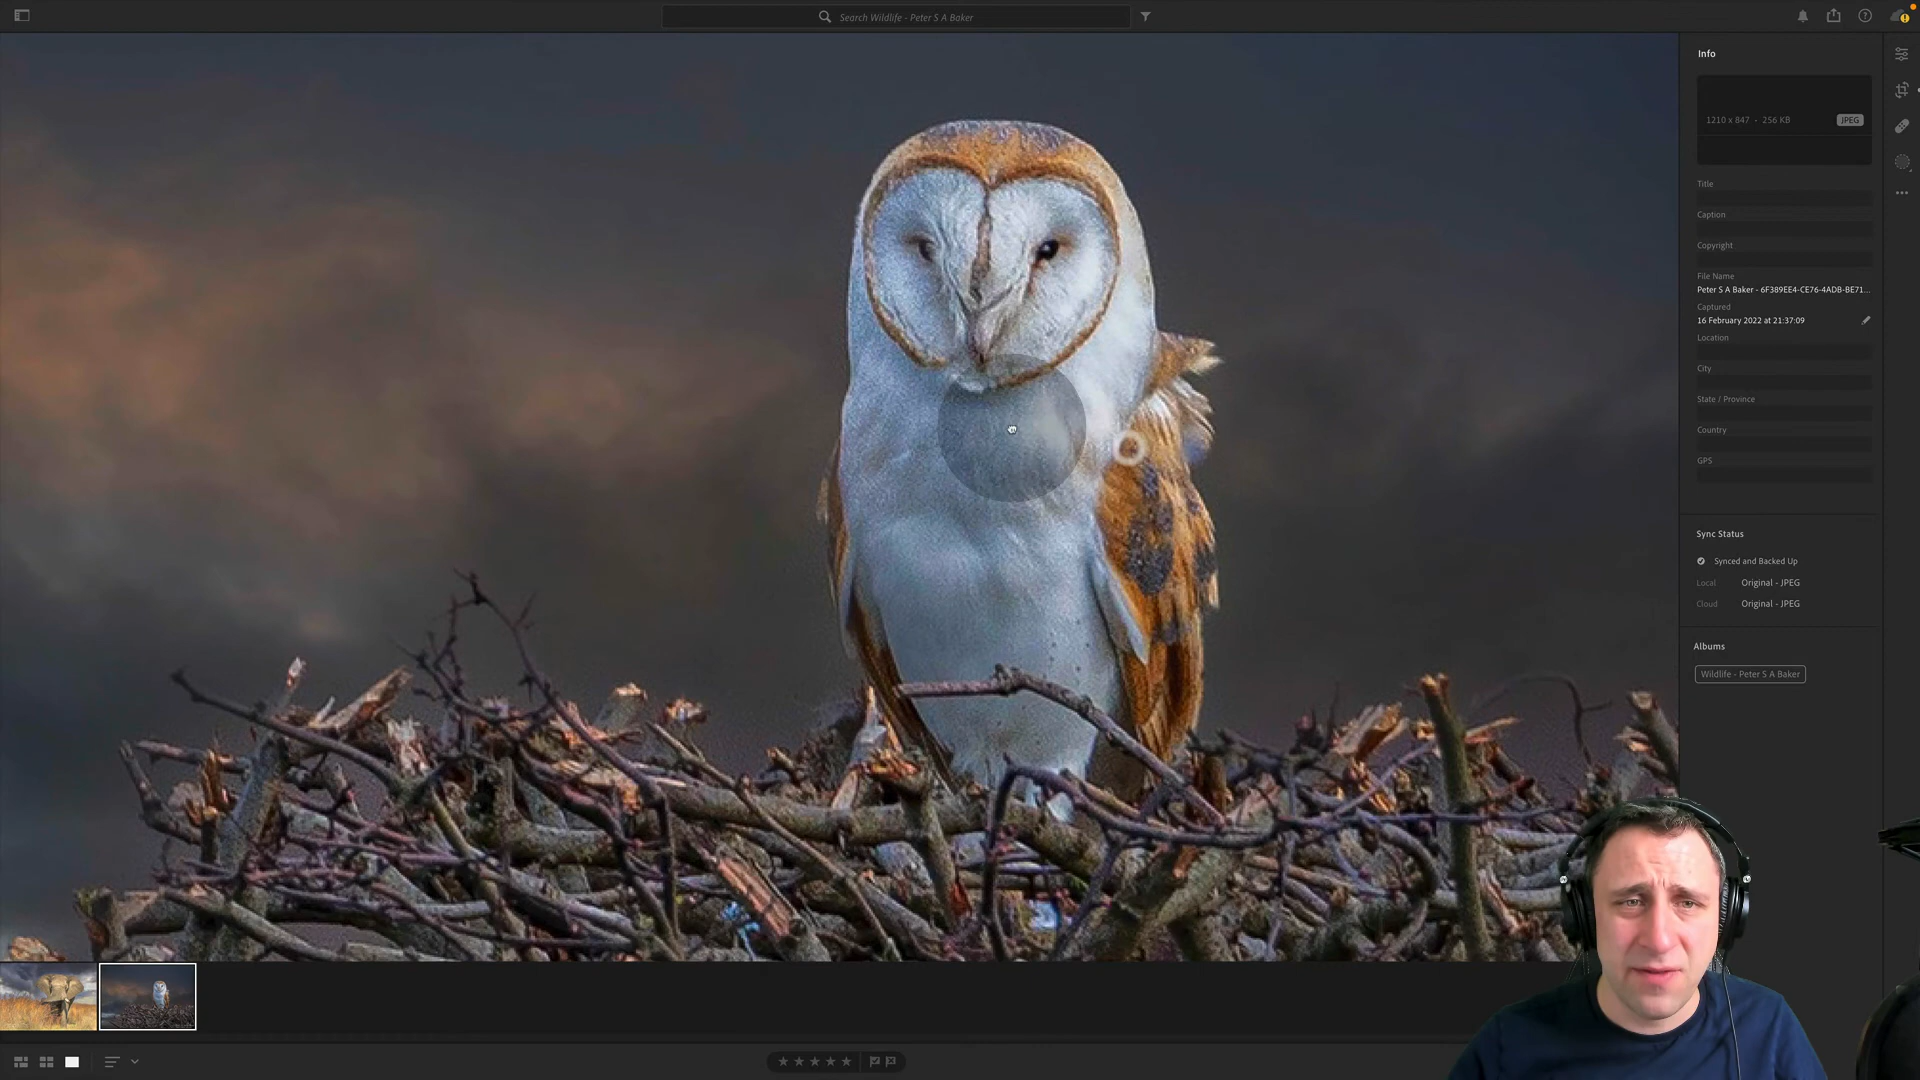 Search Wildlife - Peter S A Baker
Info
1210 x 847 • 256 KB
JPEG
Title
Caption
Copyright
File Name
Peter S A Baker - 6F389EE4-CE76-4ADB-BE71...
Captured
16 February 2022 at 21:37:09
Location
City
State / Province
Country
GPS
Sync Status
Synced and Backed Up
Local Original - JPEG
Cloud Original - JPEG
Albums
Wildlife - Peter S A Baker